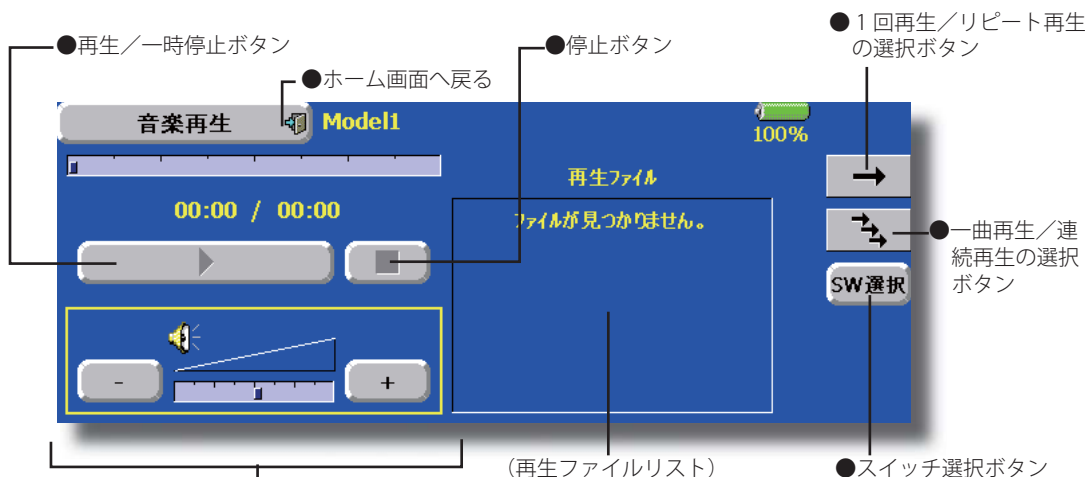 ●1回再生／リピート再生
の選択ボタン
●再生／一時停止ボタン
●停止ボタン
●ホーム画面へ戻る
音楽再生
Model1
100%
再生ファイル
00:00 / 00:00
ファイルが見つかりません。
●一曲再生／連
続再生の選択
ボタン
SW選択
-
+
（再生ファイルリスト）
●スイッチ選択ボタン